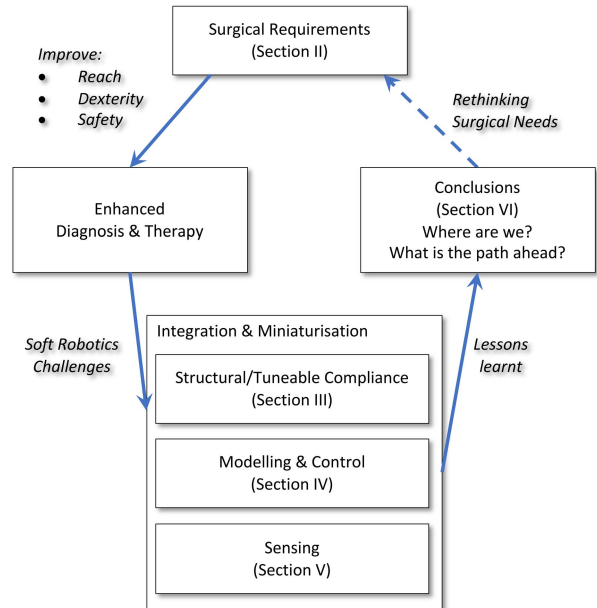 Surgical Requirements
(Section II)
Improve:
• Reach
• Dexterity
• Safety
Rethinking
Surgical Needs
Enhanced
Diagnosis & Therapy
Conclusions
(Section VI)
Where are we?
What is the path ahead?
Soft Robotics
Challenges
Integration & Miniaturisation
Structural/Tuneable Compliance
(Section III)
Modelling & Control
(Section IV)
Sensing
(Section V)
Lessons
learnt